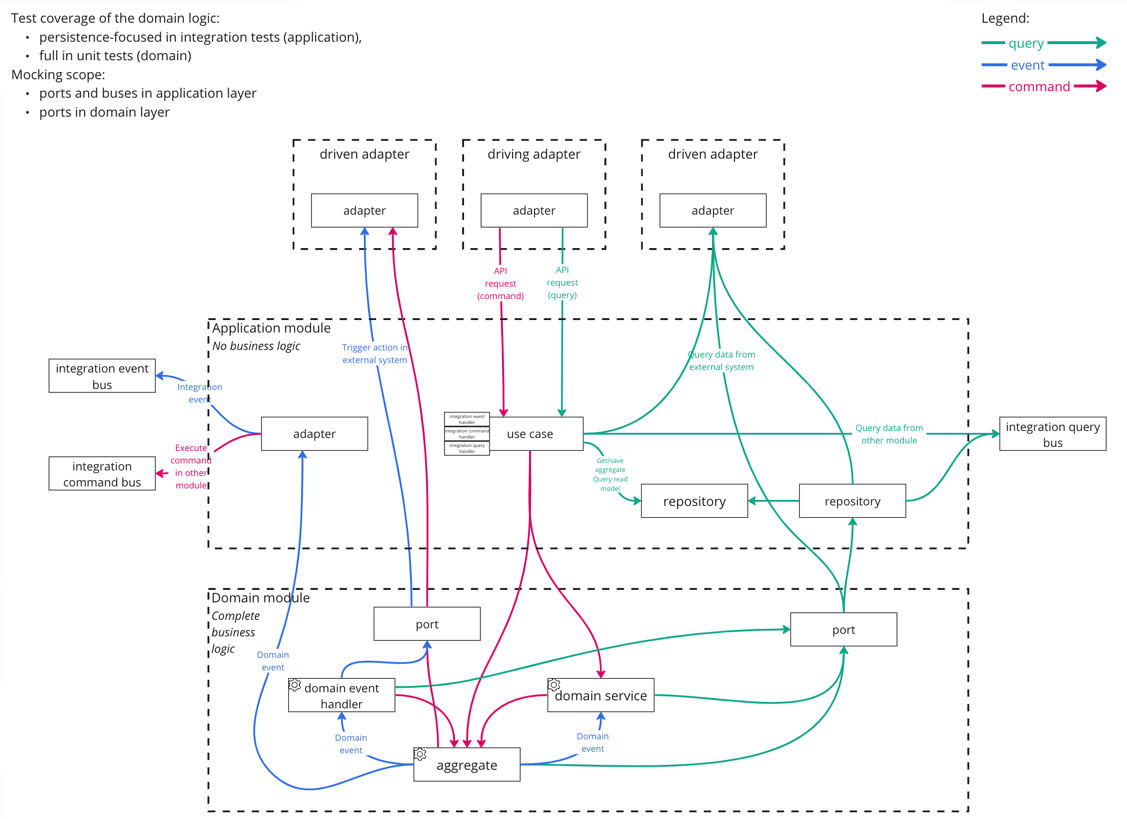 Test coverage of the domain logic:
• persistence-focused in integration tests (application),
• full in unit tests (domain)
Mocking scope:
• ports and buses in application layer
• ports in domain layer
Legend:
query
event
command
driven adapter
driving adapter
driven adapter
adapter
adapter
adapter
API
request
(command)
API
request
(query)
Application module
No business logic
Trigger action in
external system
Query data from
external system
integration event
bus
Integration
event
adapter
Execute
command
in other
module
integration
command bus
integration event
handler
integration command
handler
integration query
handler
use case
Get/save
aggregate
Query read
model
Query data from
other module
integration query
bus
repository
repository
Domain module
Complete
business
logic
port
port
Domain
event
domain event
handler
domain service
Domain
event
Domain
event
aggregate